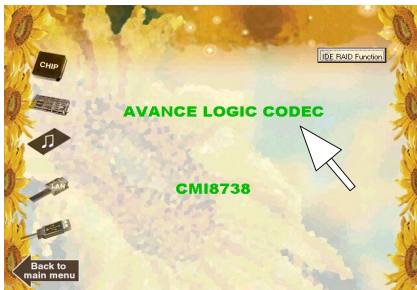 IDE RAID Function
CHIP
AVANCE LOGIC CODEC
LAN
CMI8738
Back to
main menu